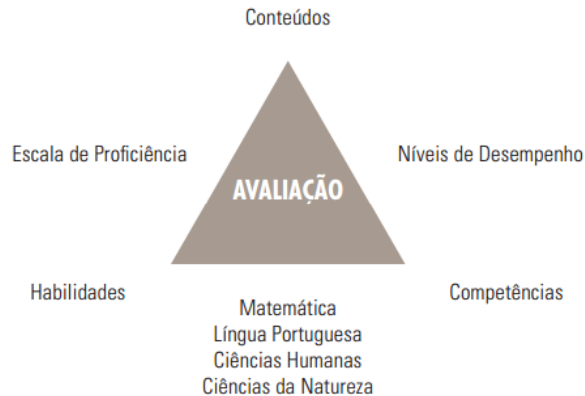 Conteúdos
Escala de Proficiência
Níveis de Desempenho
AVALIAÇÃO
Habilidades
Competências
Matemática
Língua Portuguesa
Ciências Humanas
Ciências da Natureza